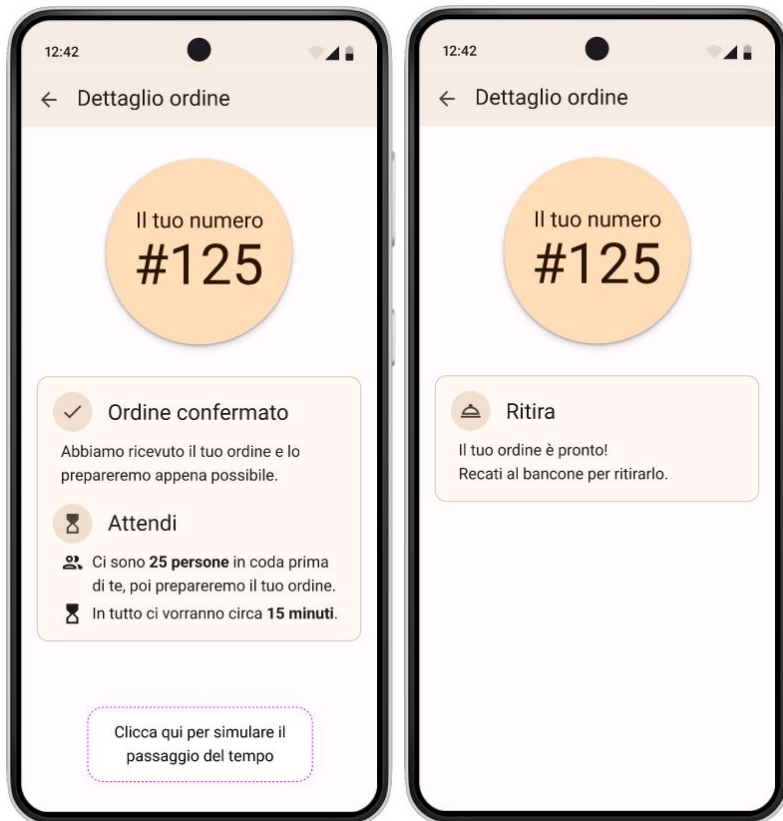 12:42
Dettaglio ordine
Il tuo numero
#125
Ordine confermato
Abbiamo ricevuto il tuo ordine e lo
prepareremo appena possibile.
Attendi
Ci sono 25 persone in coda prima
di te, poi prepareremo il tuo ordine.
In tutto ci vorranno circa 15 minuti.
Clicca qui per simulare il
passaggio del tempo
12:42
Dettaglio ordine
Il tuo numero
#125
Ritira
Il tuo ordine è pronto!
Recati al bancone per ritirarlo.